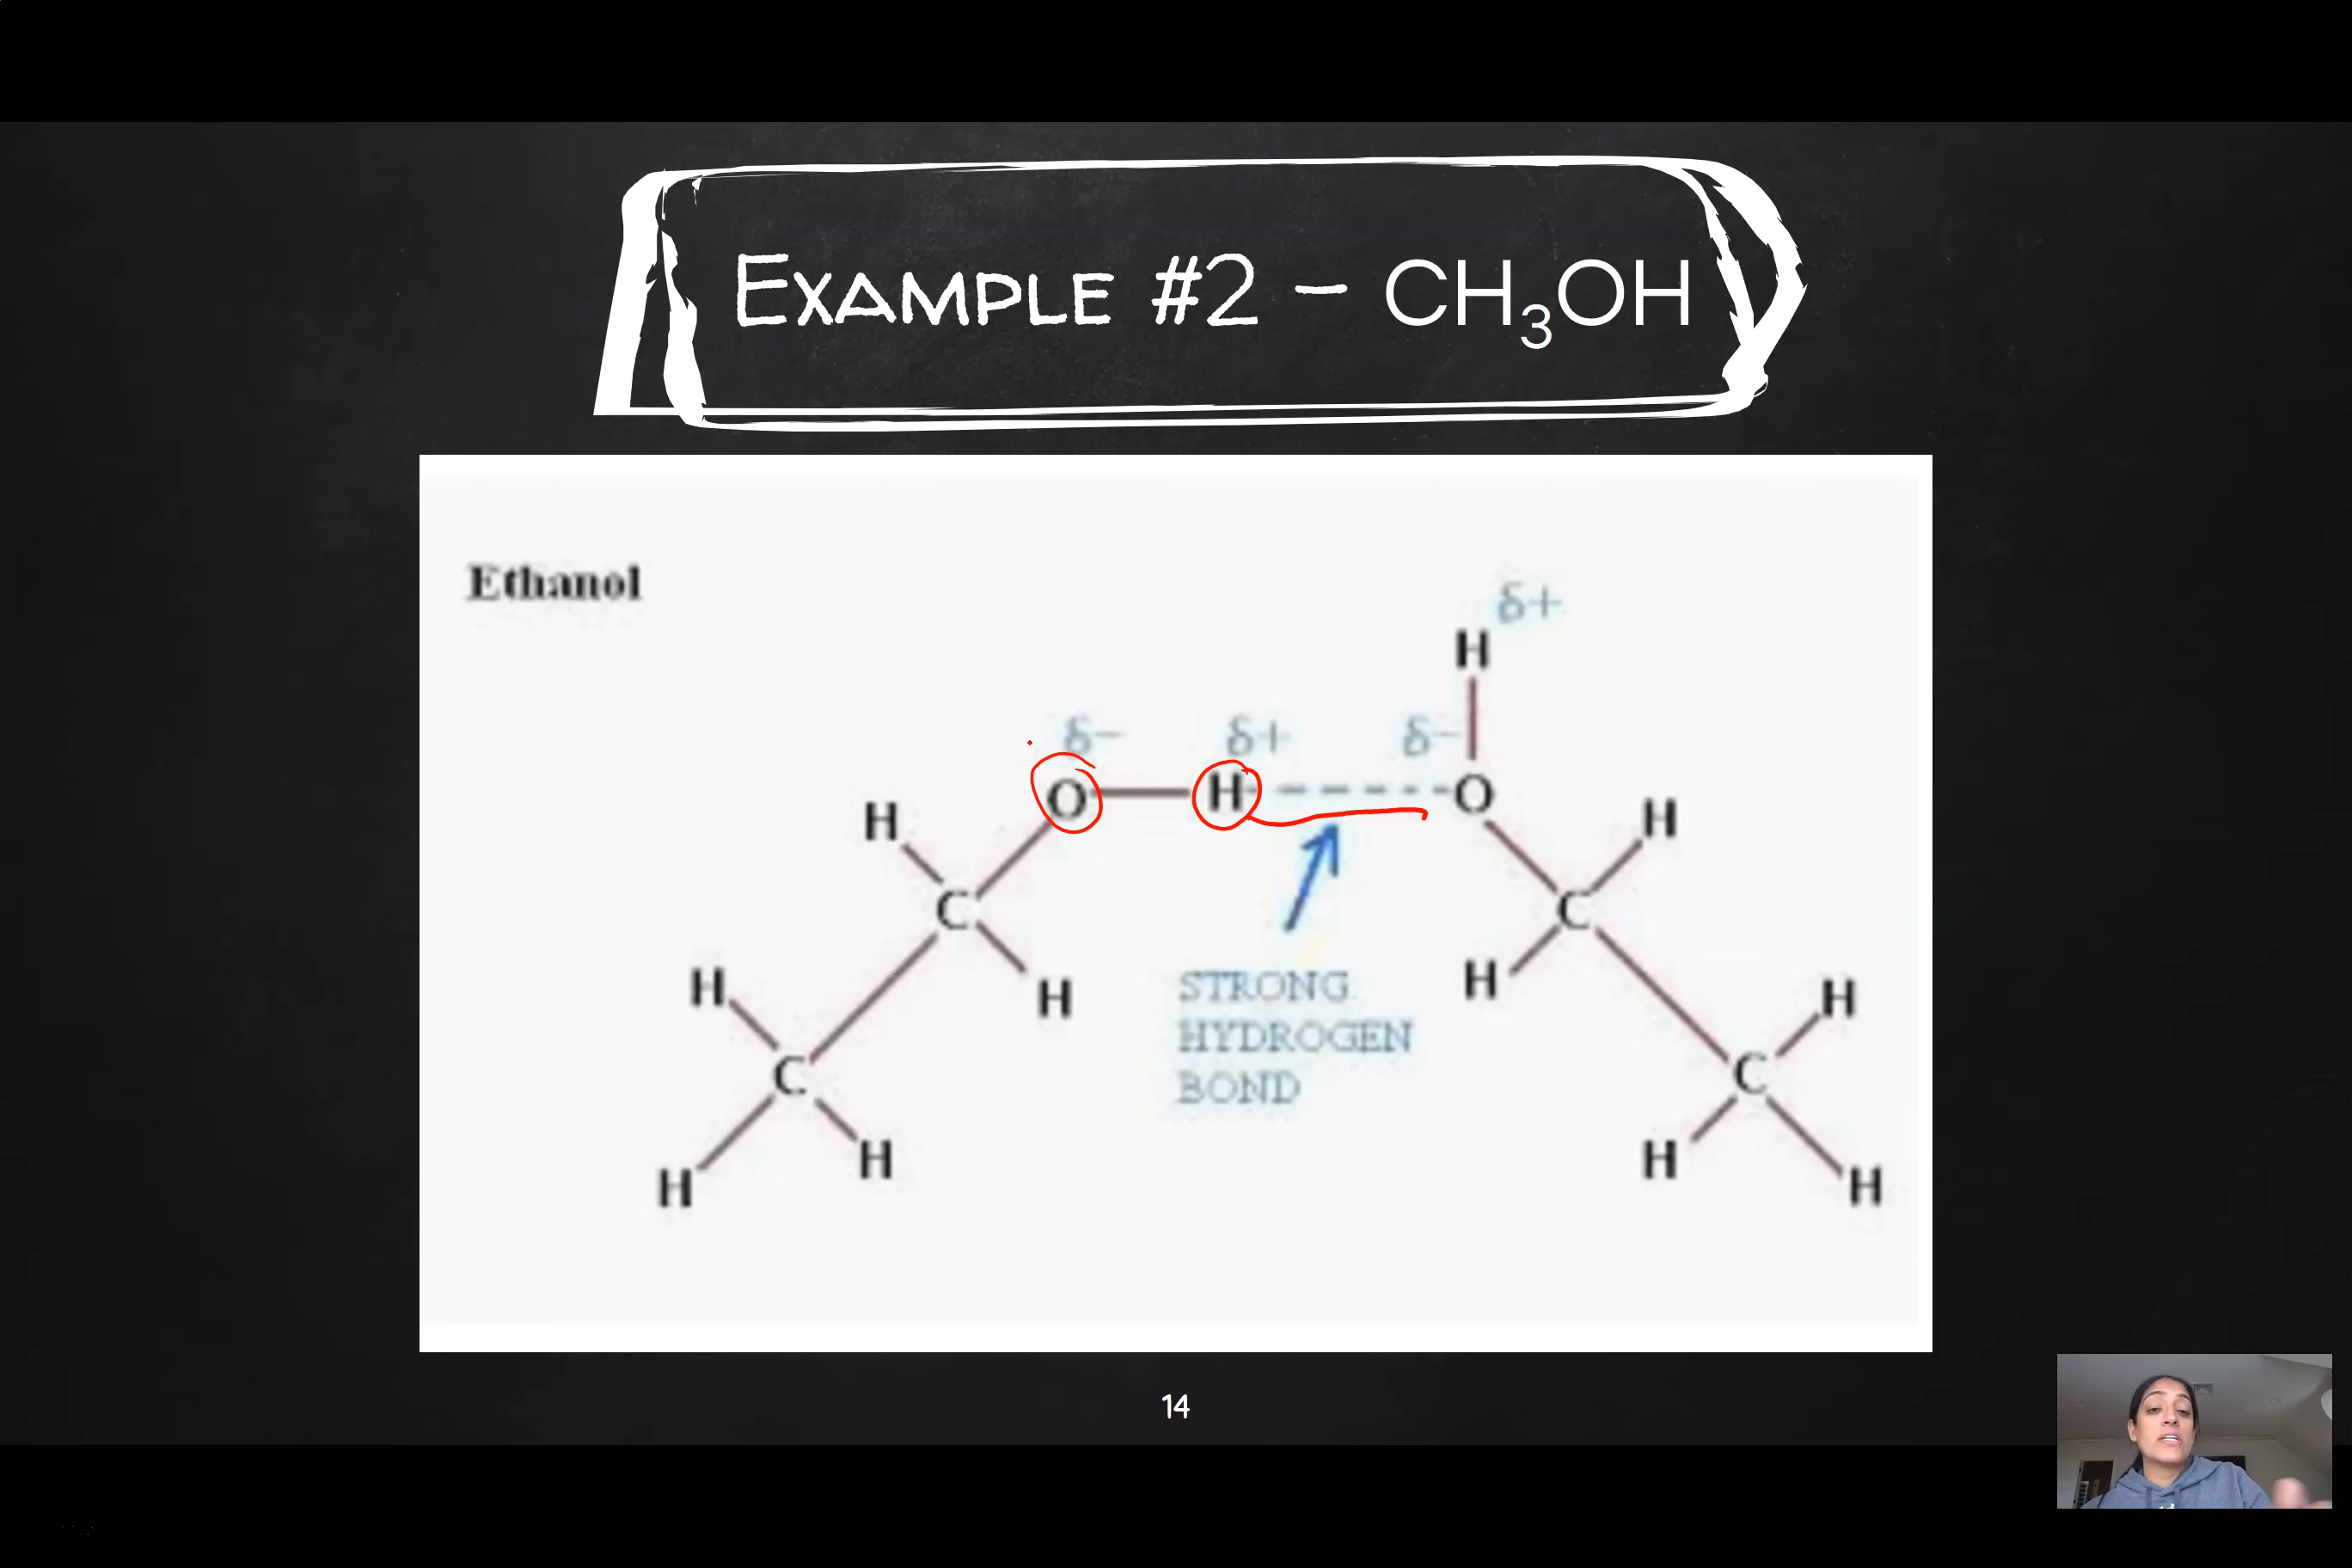 EXAMPLE #2 – CH₃OH
Ethanol
δ+
H
δ− δ+ δ− 
O H O
H H
C C
H H
H H
C C
H H
H H
STRONG
HYDROGEN
BOND
14